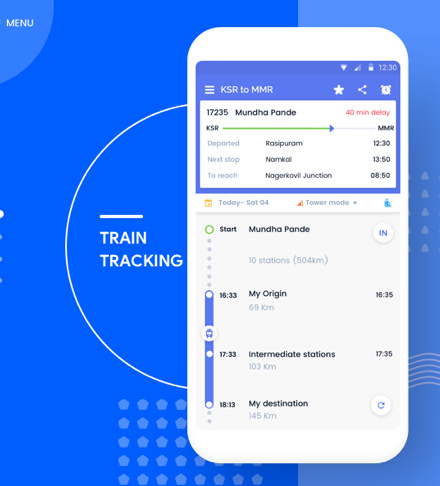 MENU
12:30
KSR to MMR
17235 Mundha Pande 40 min delay
KSR MMR
Departed Rasipuram 12:30
Next stop Namkal 13:50
To reach Nagerkovil Junction 08:50
Today- Sat 04 Tower mode
Start Mundha Pande IN
10 stations (504km)
16:33 My Origin 16:35
69 Km
17:33 Intermediate stations 17:35
103 Km
18:13 My destination
145 Km
TRAIN
TRACKING